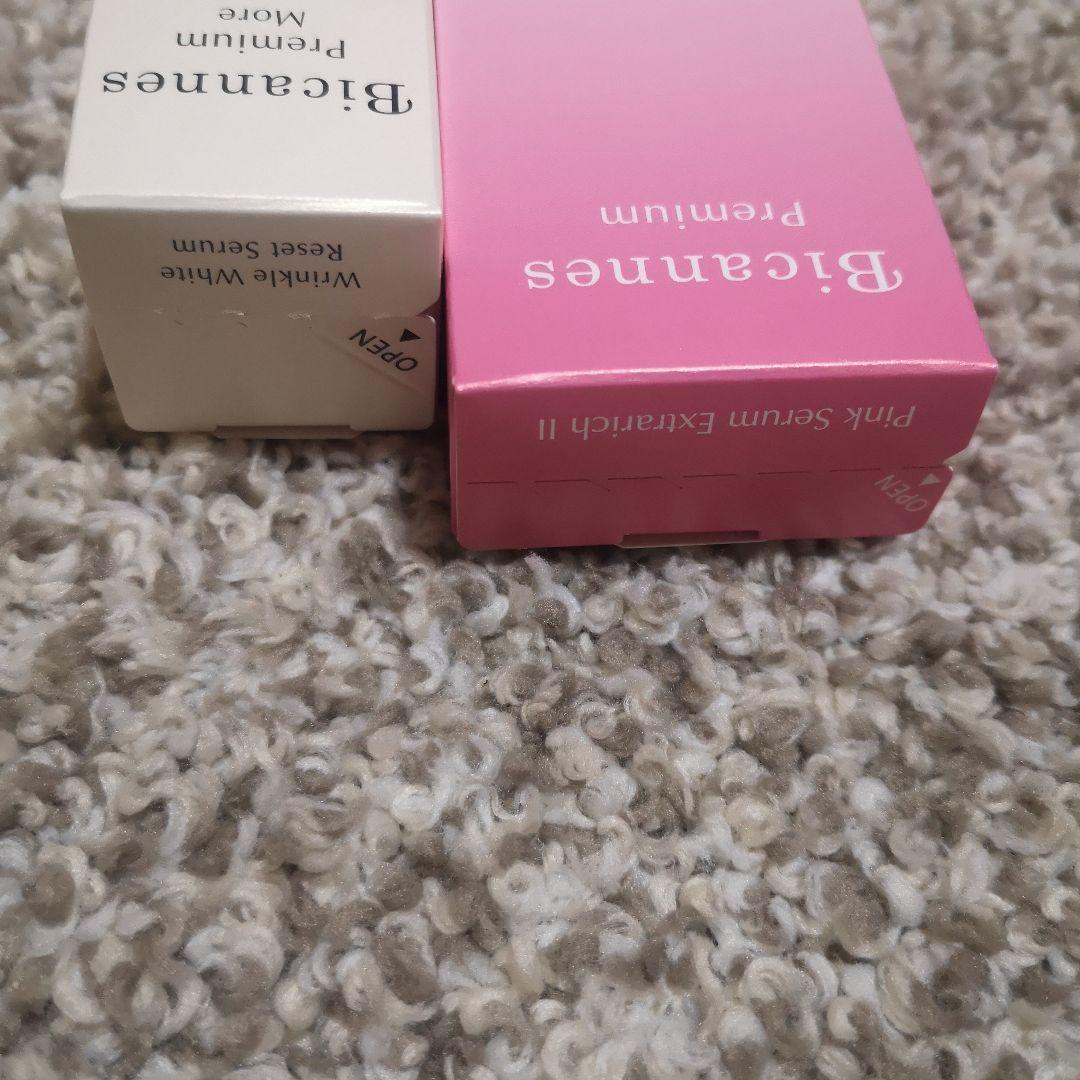 Bicannes
Premium
More
Wrinkle White
Reset Serum
OPEN
Bicannes
Premium
Pink Serum Extrarich II
OPEN